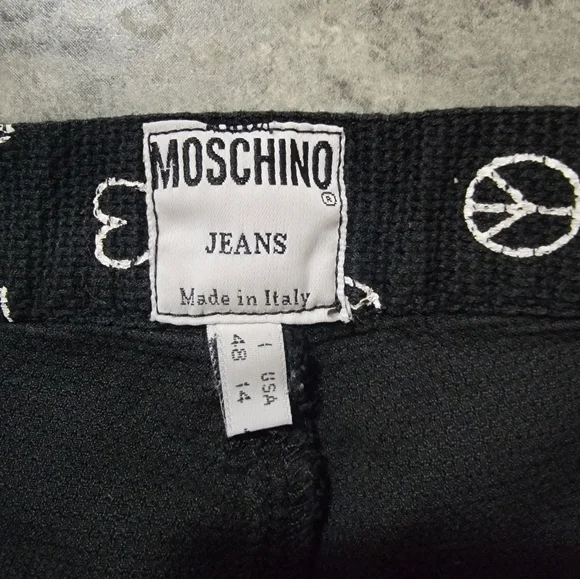 MOSCHINO
®
JEANS
Made in Italy
I USA
48 14